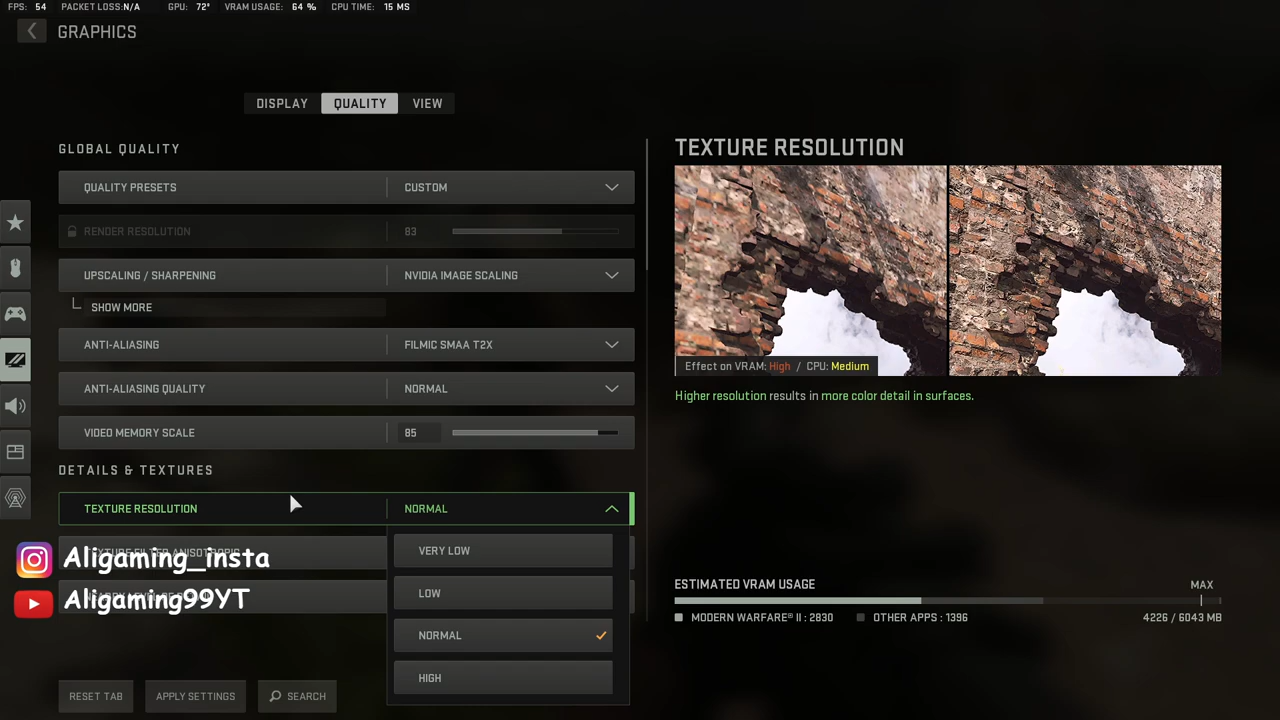 FPS: 54 PACKET LOSS:N/A GPU: 72° VRAM USAGE: 64 % CPU TIME: 15 MS
GRAPHICS
DISPLAY QUALITY VIEW
GLOBAL QUALITY
QUALITY PRESETS CUSTOM
RENDER RESOLUTION 83
UPSCALING / SHARPENING NVIDIA IMAGE SCALING
SHOW MORE
ANTI-ALIASING FILMIC SMAA T2X
ANTI-ALIASING QUALITY NORMAL
VIDEO MEMORY SCALE 85
DETAILS & TEXTURES
TEXTURE RESOLUTION NORMAL
TEXTURE FILTER ANISOTROPIC
VERY LOW
LOW
NORMAL
HIGH
Aligaming_insta
Aligaming99YT
RESET TAB APPLY SETTINGS SEARCH
TEXTURE RESOLUTION
Effect on VRAM: High / CPU: Medium
Higher resolution results in more color detail in surfaces.
ESTIMATED VRAM USAGE MAX
MODERN WARFARE® II : 2830 OTHER APPS : 1396 4226 / 6043 MB